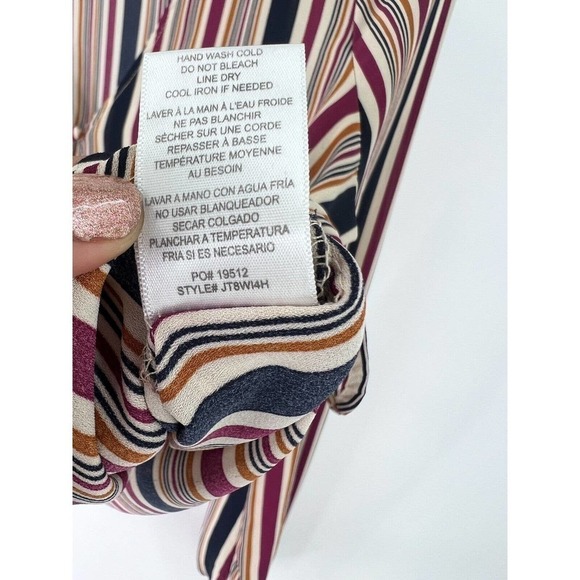 HAND WASH COLD
DO NOT BLEACH
LINE DRY
COOL IRON IF NEEDED
LAVER À LA MAIN À L'EAU FROIDE
NE PAS BLANCHIR
SÉCHER SUR UNE CORDE
REPASSER À BASSE
TEMPÉRATURE MOYENNE
AU BESOIN
LAVAR A MANO CON AGUA FRÍA
NO USAR BLANQUEADOR
SECAR COLGADO
PLANCHAR A TEMPERATURA
FRIA SI ES NECESARIO
PO# 19512
STYLE# JT8WI4H